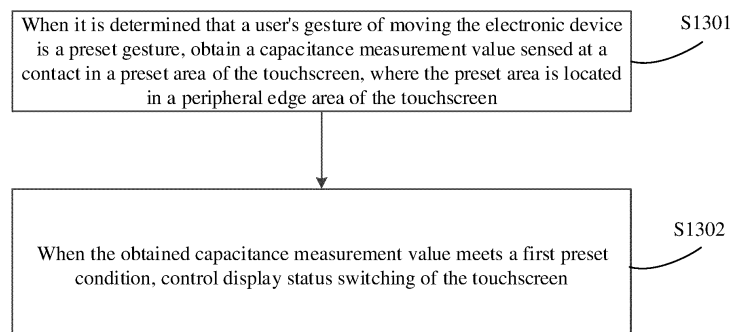 When it is determined that a user's gesture of moving the electronic device
is a preset gesture, obtain a capacitance measurement value sensed at a
contact in a preset area of the touchscreen, where the preset area is located
in a peripheral edge area of the touchscreen
S1301
When the obtained capacitance measurement value meets a first preset
condition, control display status switching of the touchscreen
S1302